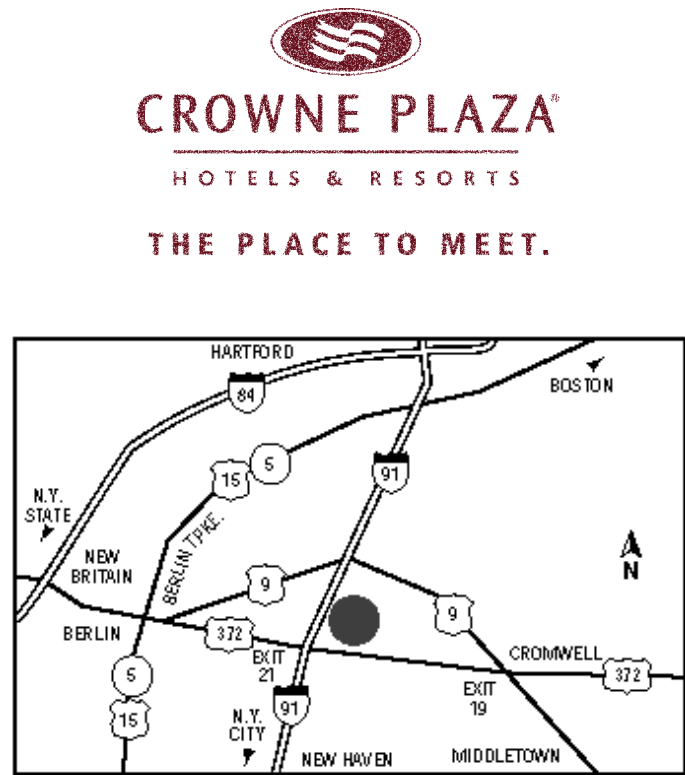 CROWNE PLAZA®
HOTELS & RESORTS
THE PLACE TO MEET.
HARTFORD
84
BOSTON
5
15
91
N.Y.
STATE
BERLIN TPKE.
NEW
BRITAIN
N
9
9
BERLIN
372
EXIT
21
CROMWELL
372
5
EXIT
19
15
91
N.Y.
CITY
NEW HAVEN
MIDDLETOWN